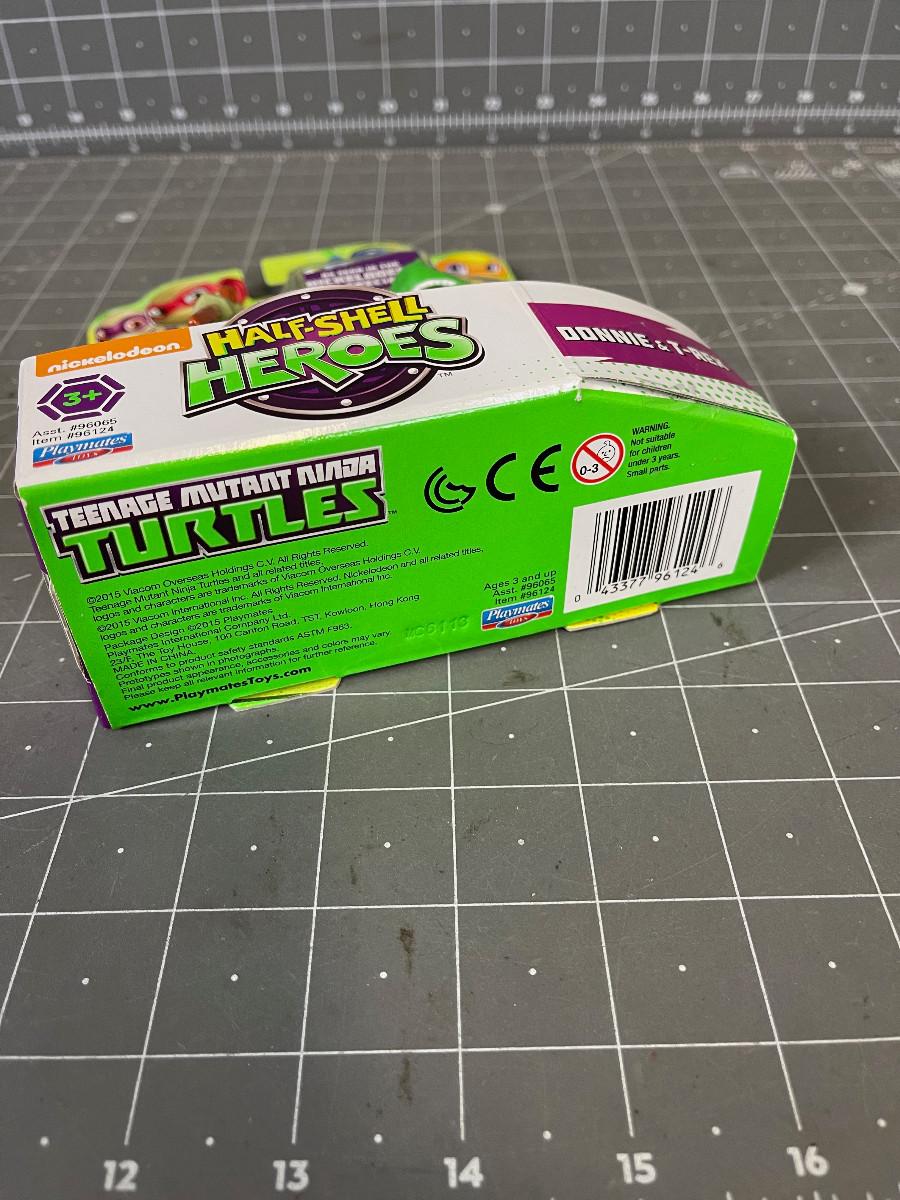 nickelodeon
HALF-SHELL
HEROES™
DONNIE & T-REX
3+
Asst. #96065
Item #96124
Playmates
TOYS
TEENAGE MUTANT NINJA
TURTLES™
©2015 Viacom Overseas Holdings C.V. All Rights Reserved.
Teenage Mutant Ninja Turtles and all related titles,
logos and characters are trademarks of Viacom Overseas Holdings C.V.
©2015 Viacom International Inc. All Rights Reserved. Nickelodeon and all related titles,
logos and characters are trademarks of Viacom International Inc.
Package Design ©2015 Playmates
Playmates International Company Ltd.
23/F, The Toy House, 100 Canton Road, TST, Kowloon, Hong Kong
MADE IN CHINA.
Conforms to product safety standards ASTM F963.
Prototypes shown in photographs.
Final product appearance, accessories and colors may vary.
Please keep all relevant information for further reference.
www.PlaymatesToys.com
CE
0-3
WARNING.
Not suitable
for children
under 3 years.
Small parts.
Ages 3 and up
Asst. #96065
Item #96124
Playmates
TOYS
0 43377 96124 6
12 13 14 15 16